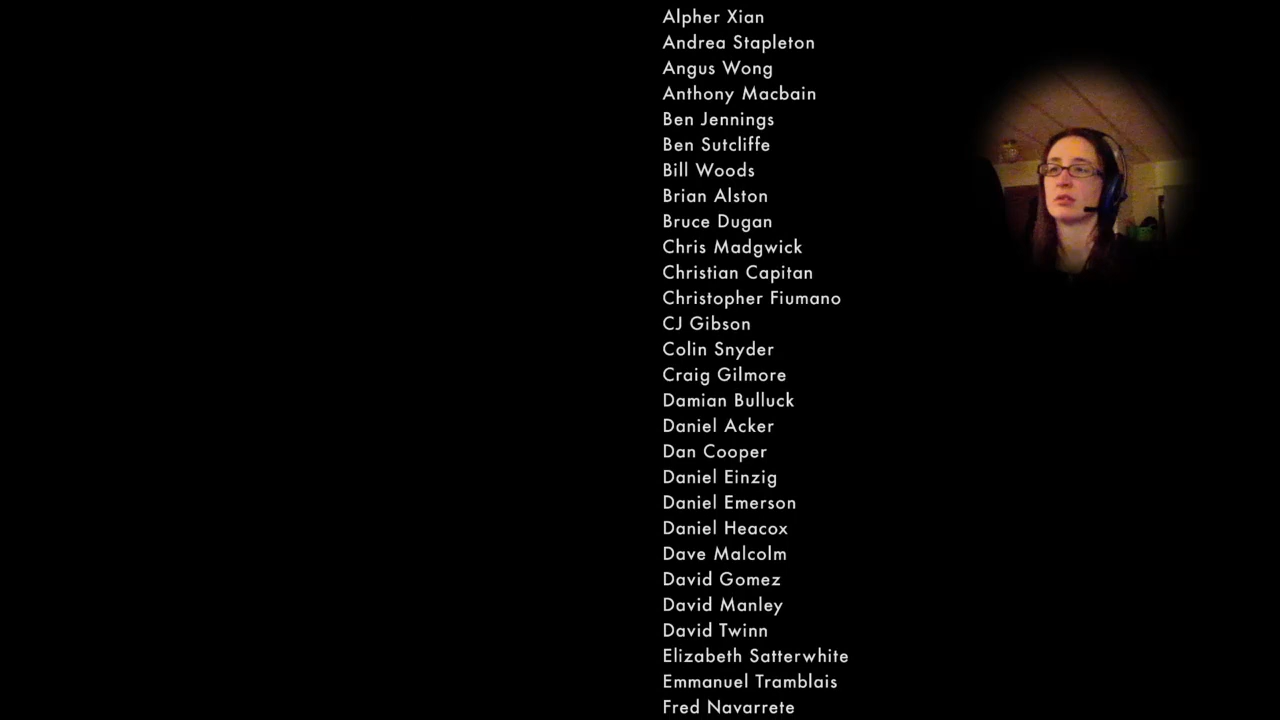 Alpher Xian
Andrea Stapleton
Angus Wong
Anthony Macbain
Ben Jennings
Ben Sutcliffe
Bill Woods
Brian Alston
Bruce Dugan
Chris Madgwick
Christian Capitan
Christopher Fiumano
CJ Gibson
Colin Snyder
Craig Gilmore
Damian Bulluck
Daniel Acker
Dan Cooper
Daniel Einzig
Daniel Emerson
Daniel Heacox
Dave Malcolm
David Gomez
David Manley
David Twinn
Elizabeth Satterwhite
Emmanuel Tramblais
Fred Navarrete